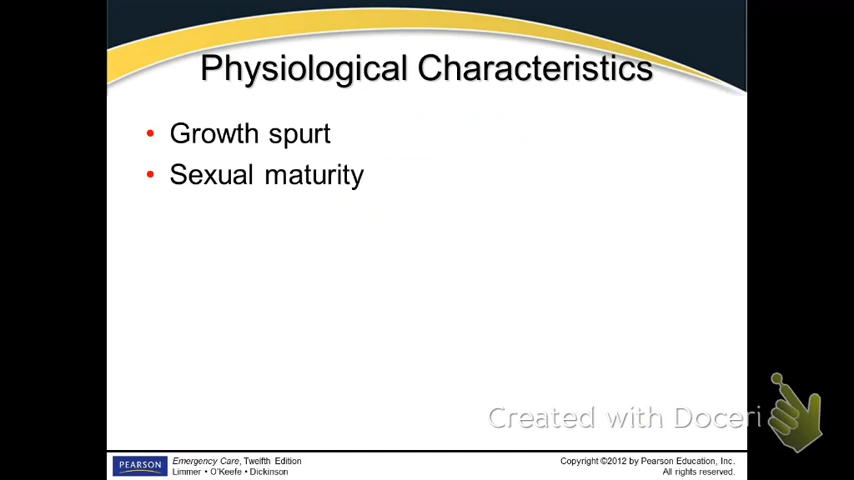 Physiological Characteristics
• Growth spurt
• Sexual maturity
Created with Doceri
PEARSON
Emergency Care, Twelfth Edition
Limmer • O'Keefe • Dickinson
Copyright ©2012 by Pearson Education, Inc.
All rights reserved.